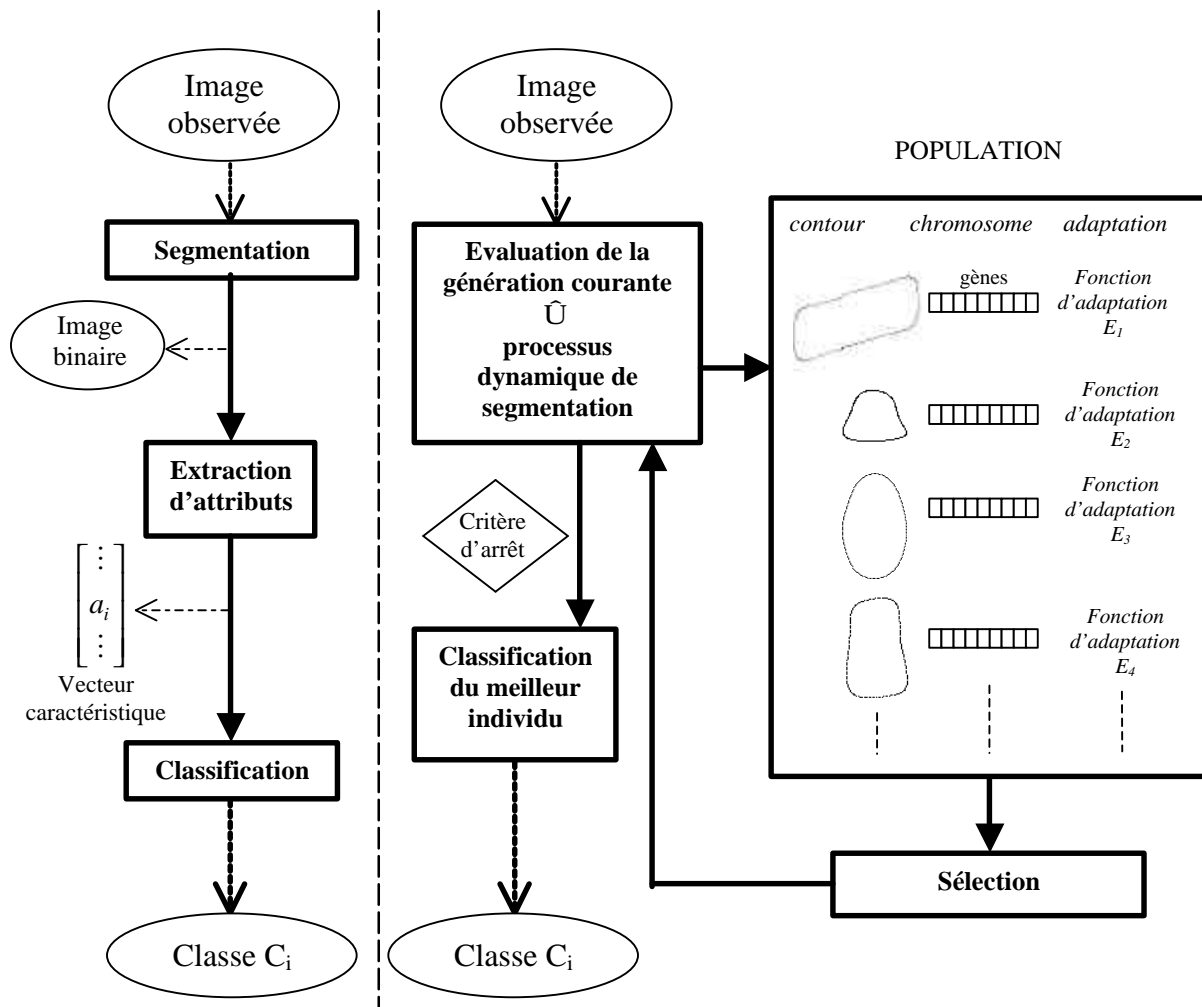 Image
observée
Segmentation
Image
binaire
Extraction
d'attributs
⋮
a_i
⋮
Vecteur
caractéristique
Classification
Classe C_i
Image
observée
Evaluation de la
génération courante
Û
processus
dynamique de
segmentation
Critère
d'arrêt
Classification
du meilleur
individu
Classe C_i
POPULATION
contour chromosome adaptation
gènes
Fonction
d'adaptation
E_1
Fonction
d'adaptation
E_2
Fonction
d'adaptation
E_3
Fonction
d'adaptation
E_4
Sélection